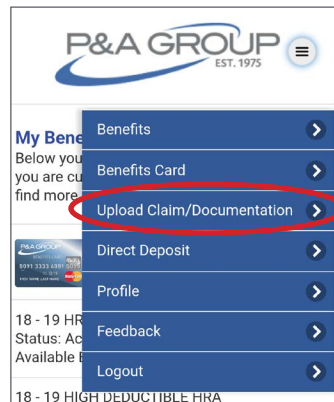 P&A GROUP
EST. 1975
My Bene
Below you
you are cu
find more
Benefits
Benefits Card
Upload Claim/Documentation
Direct Deposit
Profile
Feedback
Logout
P&A GROUP
18 - 19 HR
Status: Ac
Available B
18 - 19 HIGH DEDUCTIBLE HRA